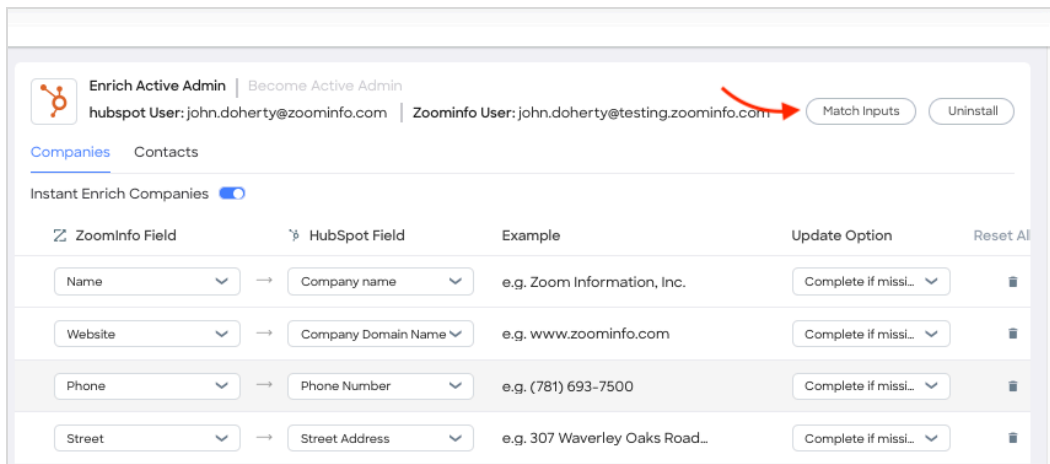 Enrich Active Admin | Become Active Admin
hubspot User: john.doherty@zoominfo.com | Zoominfo User: john.doherty@testing.zoominfo.com Match Inputs Uninstall
Companies Contacts
Instant Enrich Companies
ZoomInfo Field HubSpot Field Example Update Option Reset All
Name Company name e.g. Zoom Information, Inc. Complete if missi...
Website Company Domain Name e.g. www.zoominfo.com Complete if missi...
Phone Phone Number e.g. (781) 693-7500 Complete if missi...
Street Street Address e.g. 307 Waverley Oaks Road... Complete if missi...